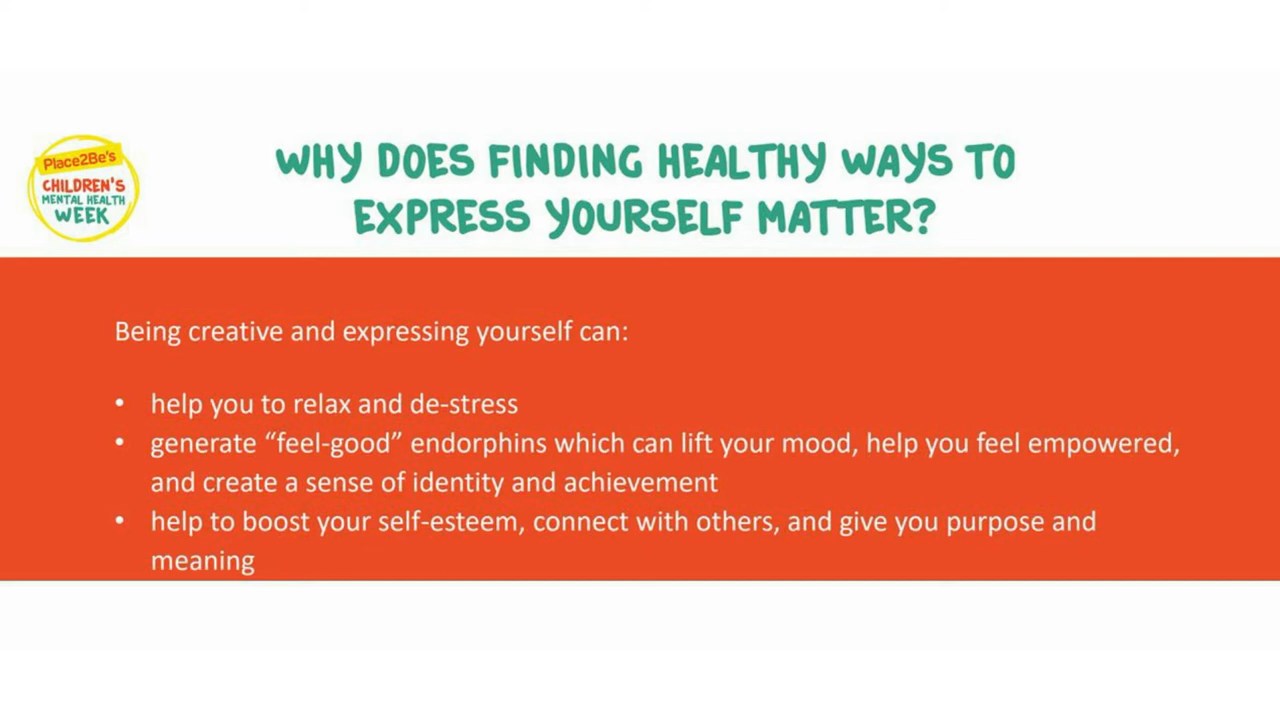 Place2Be's
CHILDREN'S
MENTAL HEALTH
WEEK
WHY DOES FINDING HEALTHY WAYS TO
EXPRESS YOURSELF MATTER?
Being creative and expressing yourself can:
• help you to relax and de-stress
• generate “feel-good” endorphins which can lift your mood, help you feel empowered,
and create a sense of identity and achievement
• help to boost your self-esteem, connect with others, and give you purpose and
meaning